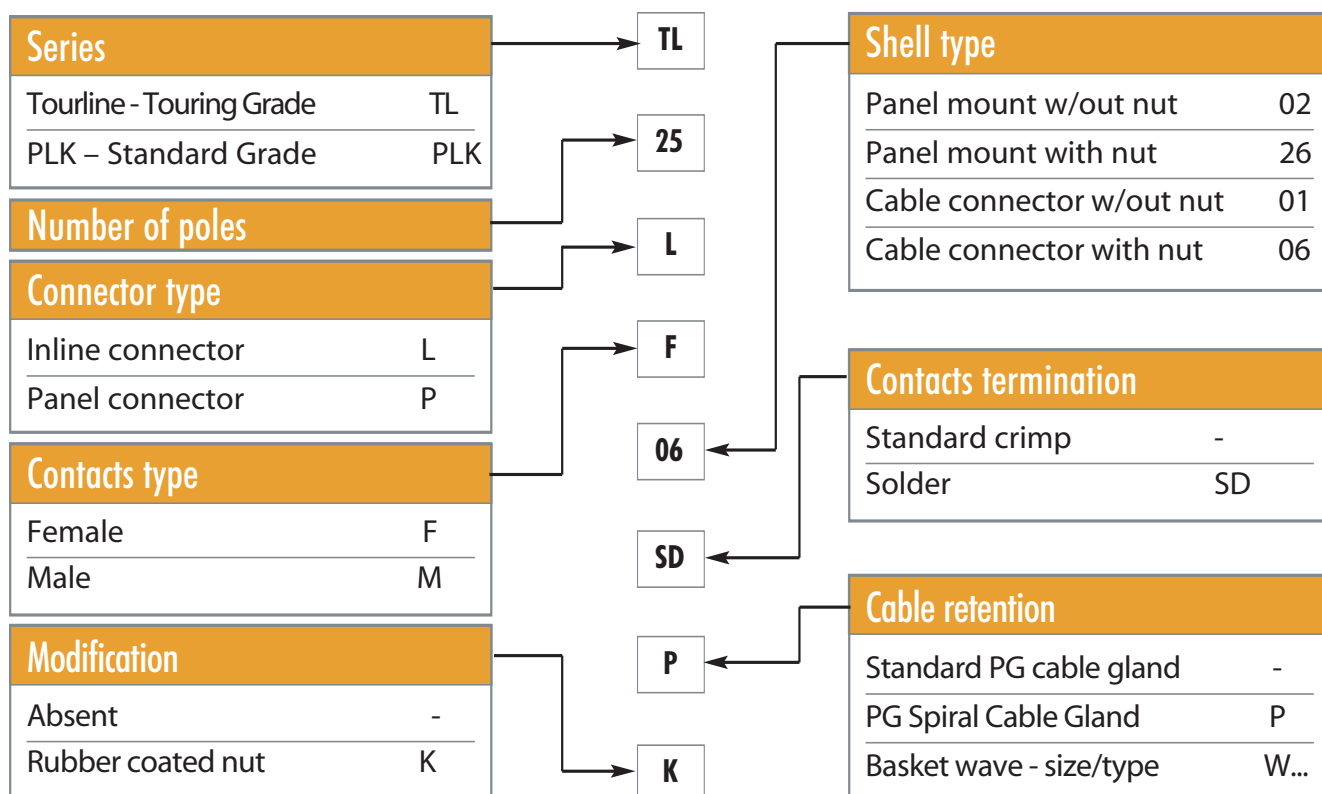 Series
Tourline - Touring Grade TL
PLK – Standard Grade PLK
Number of poles
Connector type
Inline connector L
Panel connector P
Contacts type
Female F
Male M
Modification
Absent -
Rubber coated nut K
TL
25
L
F
06
SD
P
K
Shell type
Panel mount w/out nut 02
Panel mount with nut 26
Cable connector w/out nut 01
Cable connector with nut 06
Contacts termination
Standard crimp -
Solder SD
Cable retention
Standard PG cable gland -
PG Spiral Cable Gland P
Basket wave - size/type W...